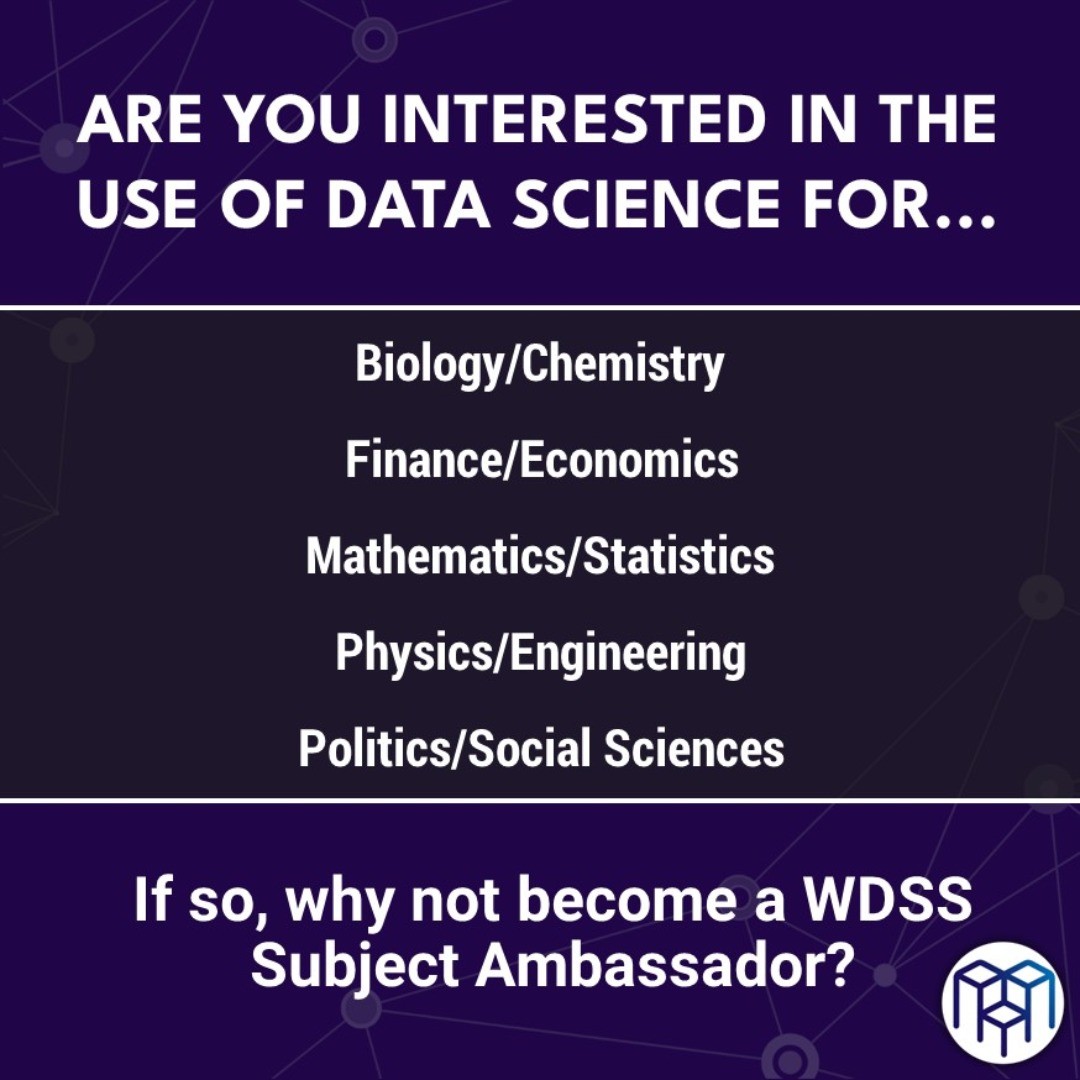 ARE YOU INTERESTED IN THE
USE OF DATA SCIENCE FOR...
Biology/Chemistry
Finance/Economics
Mathematics/Statistics
Physics/Engineering
Politics/Social Sciences
If so, why not become a WDSS
Subject Ambassador?